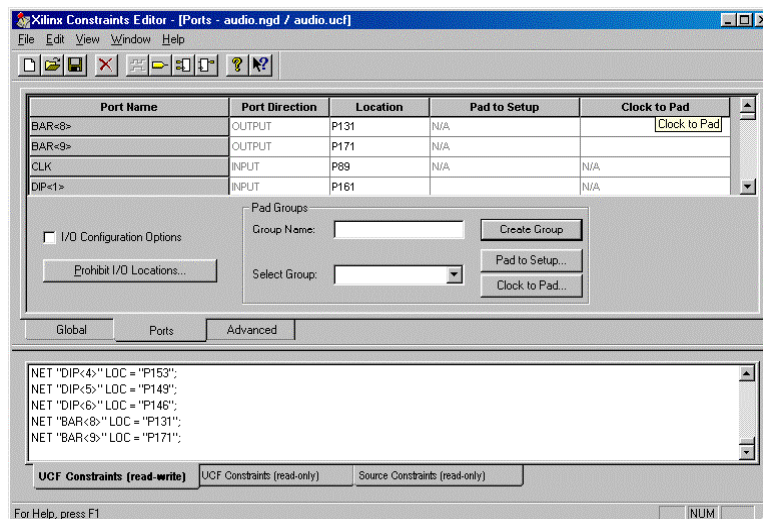 Xilinx Constraints Editor - [Ports - audio.ngd / audio.ucf]
File Edit View Window Help
Port Name Port Direction Location Pad to Setup Clock to Pad
BAR<8> OUTPUT P131 N/A
Clock to Pad
BAR<9> OUTPUT P171 N/A
CLK INPUT P89 N/A N/A
DIP<1> INPUT P161 N/A
Pad Groups
I/O Configuration Options
Group Name:
Create Group
Prohibit I/O Locations...
Select Group:
Pad to Setup...
Clock to Pad...
Global Ports Advanced
NET "DIP<4>" LOC = "P153";
NET "DIP<5>" LOC = "P149";
NET "DIP<6>" LOC = "P146";
NET "BAR<8>" LOC = "P131";
NET "BAR<9>" LOC = "P171";
UCF Constraints (read-write) UCF Constraints (read-only) Source Constraints (read-only)
For Help, press F1 NUM